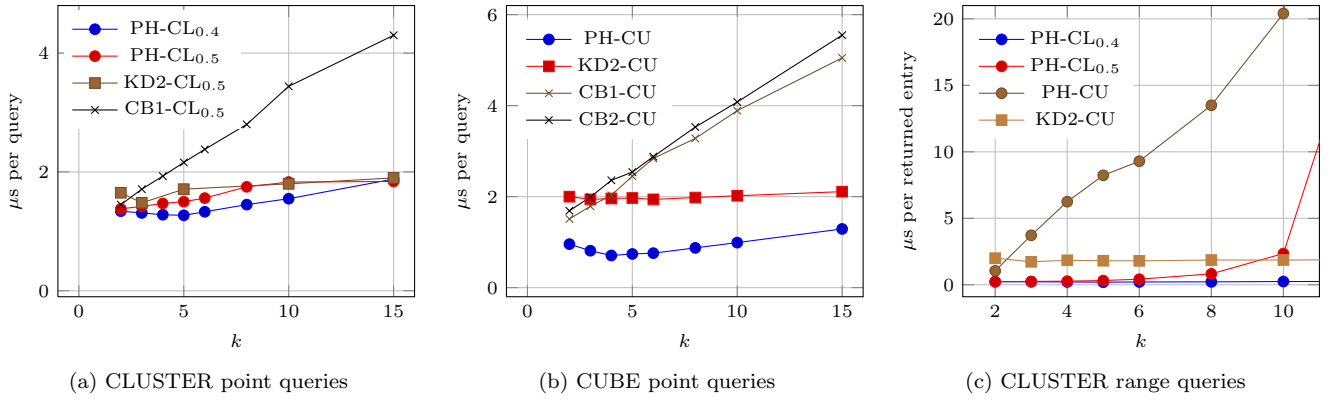 µs per query
4
2
0
0
5
10
15
k
PH-CL0.4
PH-CL0.5
KD2-CL0.5
CB1-CL0.5
(a) CLUSTER point queries
µs per query
6
4
2
0
0
5
10
15
k
PH-CU
KD2-CU
CB1-CU
CB2-CU
(b) CUBE point queries
µs per returned entry
20
15
10
5
0
2
4
6
8
10
k
PH-CL0.4
PH-CL0.5
PH-CU
KD2-CU
(c) CLUSTER range queries